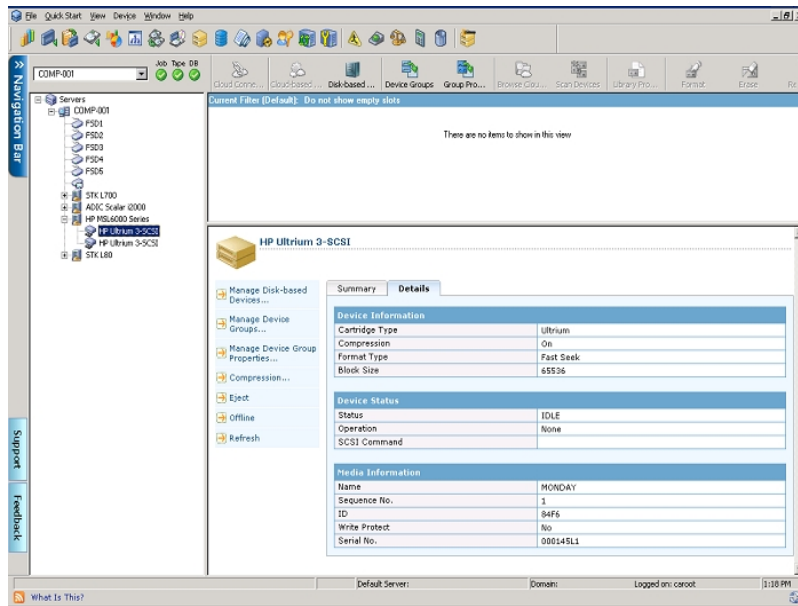 File Quick Start View Device Window Help
COMP-001
Job Tape DB
Cloud Conne... Cloud-based ... Disk-based ... Device Groups Group Pro... Browse Clou... Scan Devices Library Pro... Format Erase Re
Navigation Bar
Servers
COMP-001
FSD1
FSD2
FSD3
FSD4
FSD5
STK L700
ADIC Scalar i2000
HP MSL6000 Series
HP Ultrium 3-SCSI
HP Ultrium 3-SCSI
STK L80
Current Filter (Default): Do not show empty slots
There are no items to show in this view
HP Ultrium 3-SCSI
Manage Disk-based
Devices...
Manage Device
Groups...
Manage Device Group
Properties...
Compression...
Eject
Offline
Refresh
Summary Details
Device Information
Cartridge Type Ultrium
Compression On
Format Type Fast Seek
Block Size 65536
Device Status
Status IDLE
Operation None
SCSI Command
Media Information
Name MONDAY
Sequence No. 1
ID 84F6
Write Protect No
Serial No. 000145L1
Support
Feedback
Default Server: Domain: Logged on: caroot 1:18 PM
What Is This?